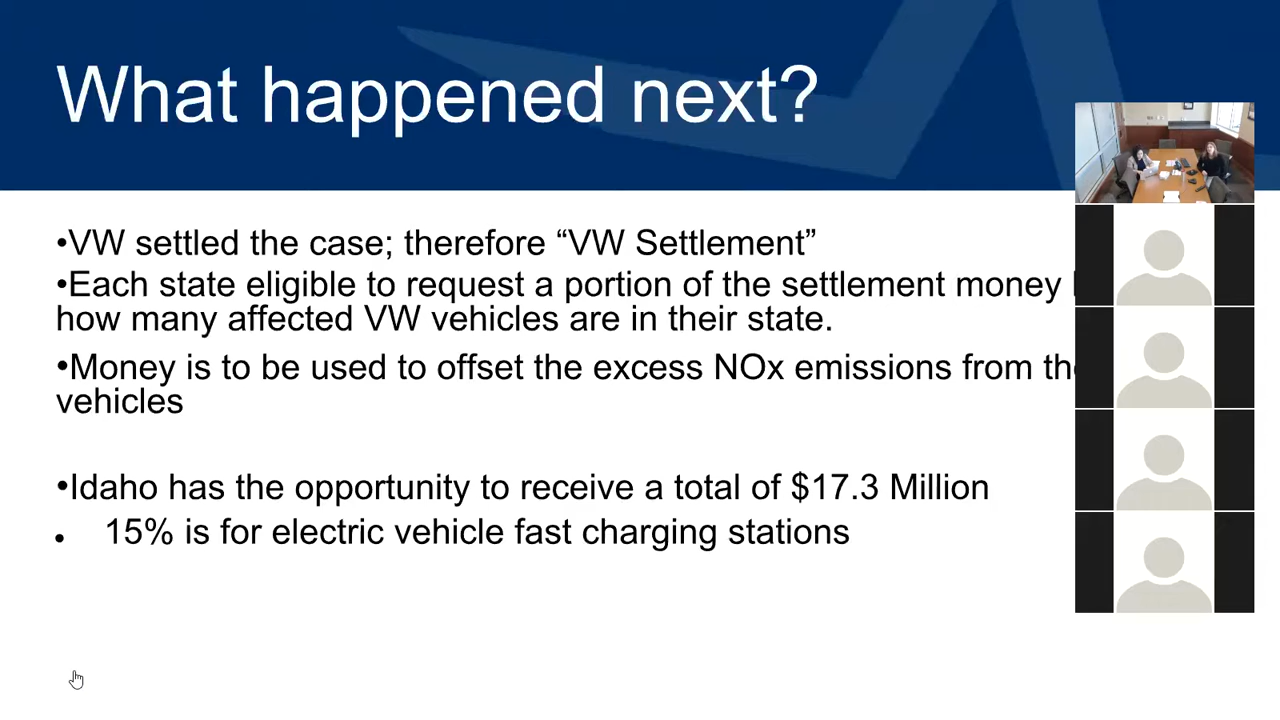 What happened next?
•VW settled the case; therefore “VW Settlement”
•Each state eligible to request a portion of the settlement money
how many affected VW vehicles are in their state.
•Money is to be used to offset the excess NOx emissions from
vehicles
•Idaho has the opportunity to receive a total of $17.3 Million
• 15% is for electric vehicle fast charging stations